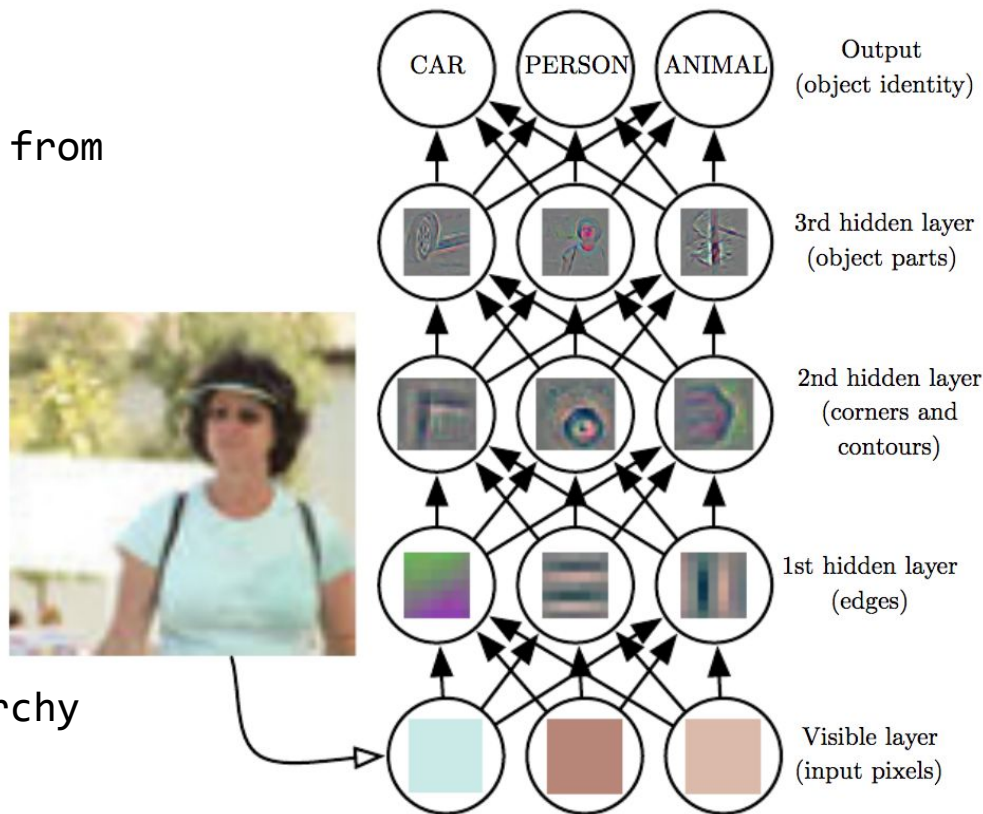 CAR PERSON ANIMAL
Output
(object identity)
from
3rd hidden layer
(object parts)
2nd hidden layer
(corners and
contours)
1st hidden layer
(edges)
rchy
Visible layer
(input pixels)